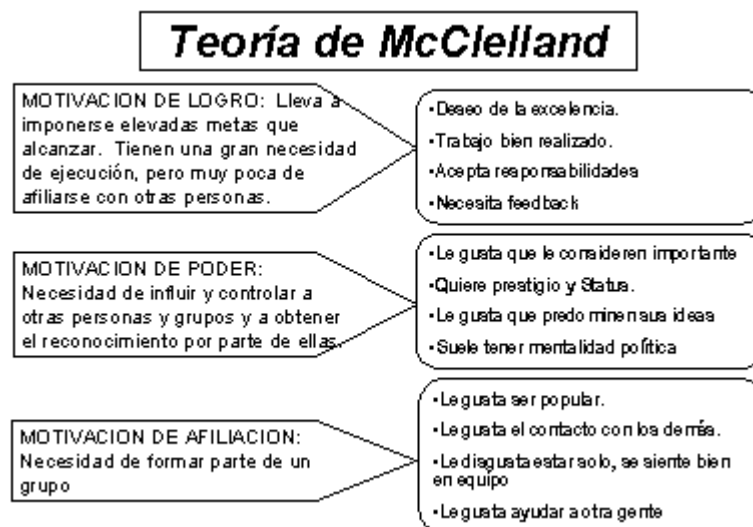 Teoría de McClelland
MOTIVACION DE LOGRO: Lleva a
imponerse elevadas metas que
alcanzar. Tienen una gran necesidad
de ejecución, pero muy poca de
afiliarse con otras personas.
•Deseo de la excelencia.
•Trabajo bien realizado.
•Acepta responsabilidades
•Necesita feedback
MOTIVACION DE PODER:
Necesidad de influir y controlar a
otras personas y grupos y a obtener
el reconocimiento por parte de ellas.
•Le gusta que le consideren importante
•Quiere prestigio y Status.
•Le gusta que predominen sus ideas
•Suele tener mentalidad política
MOTIVACION DE AFILIACION:
Necesidad de formar parte de un
grupo
•Le gusta ser popular.
•Le gusta el contacto con los demás.
•Le disgusta estar solo, se siente bien
en equipo
•Le gusta ayudar a otra gente